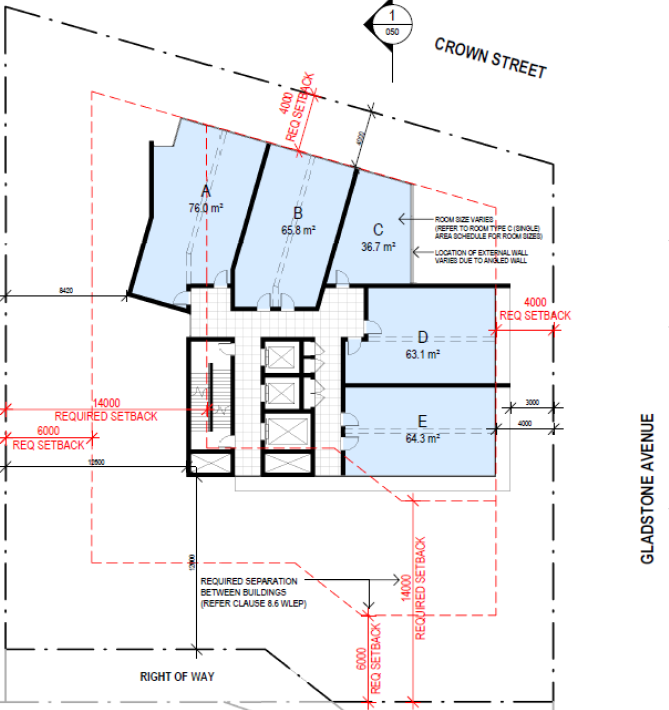 1
050
CROWN STREET
4000
REQ SETBACK
4000
A
76.0 m²
B
65.8 m²
C
36.7 m²
ROOM SIZE VARIES
(REFER TO ROOM TYPE C (SINGLE)
AREA SCHEDULE FOR ROOM SIZES)
LOCATION OF EXTERNAL WALL
VARIES DUE TO ANGLED WALL
8420
4000
REQ SETBACK
D
63.1 m²
14000
REQUIRED SETBACK
3000
4000
6000
REQ SETBACK
E
64.3 m²
GLADSTONE AVENUE
REQUIRED SEPARATION
BETWEEN BUILDINGS
(REFER CLAUSE 8.6 WLEP)
14000
REQUIRED SETBACK
6000
REQ SETBACK
RIGHT OF WAY